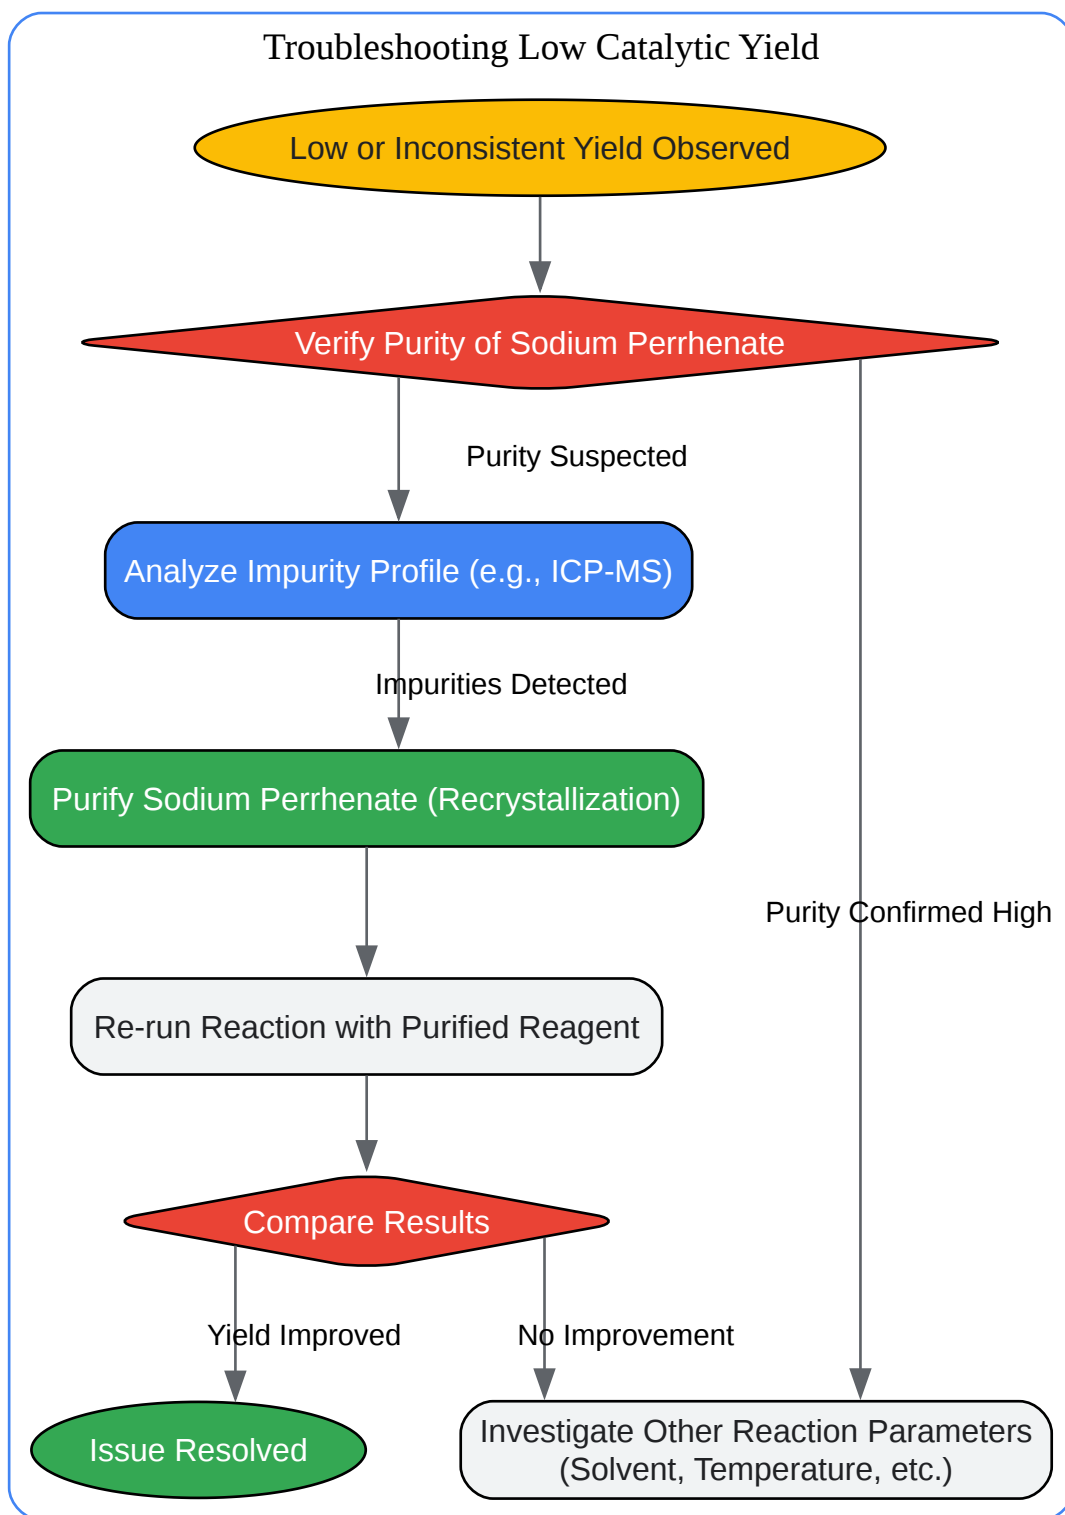 Troubleshooting Low Catalytic Yield
Low or Inconsistent Yield Observed
Verify Purity of Sodium Perrhenate
Purity Suspected
Analyze Impurity Profile (e.g., ICP-MS)
Impurities Detected
Purify Sodium Perrhenate (Recrystallization)
Purity Confirmed High
Re-run Reaction with Purified Reagent
Compare Results
Yield Improved
No Improvement
Issue Resolved
Investigate Other Reaction Parameters
(Solvent, Temperature, etc.)